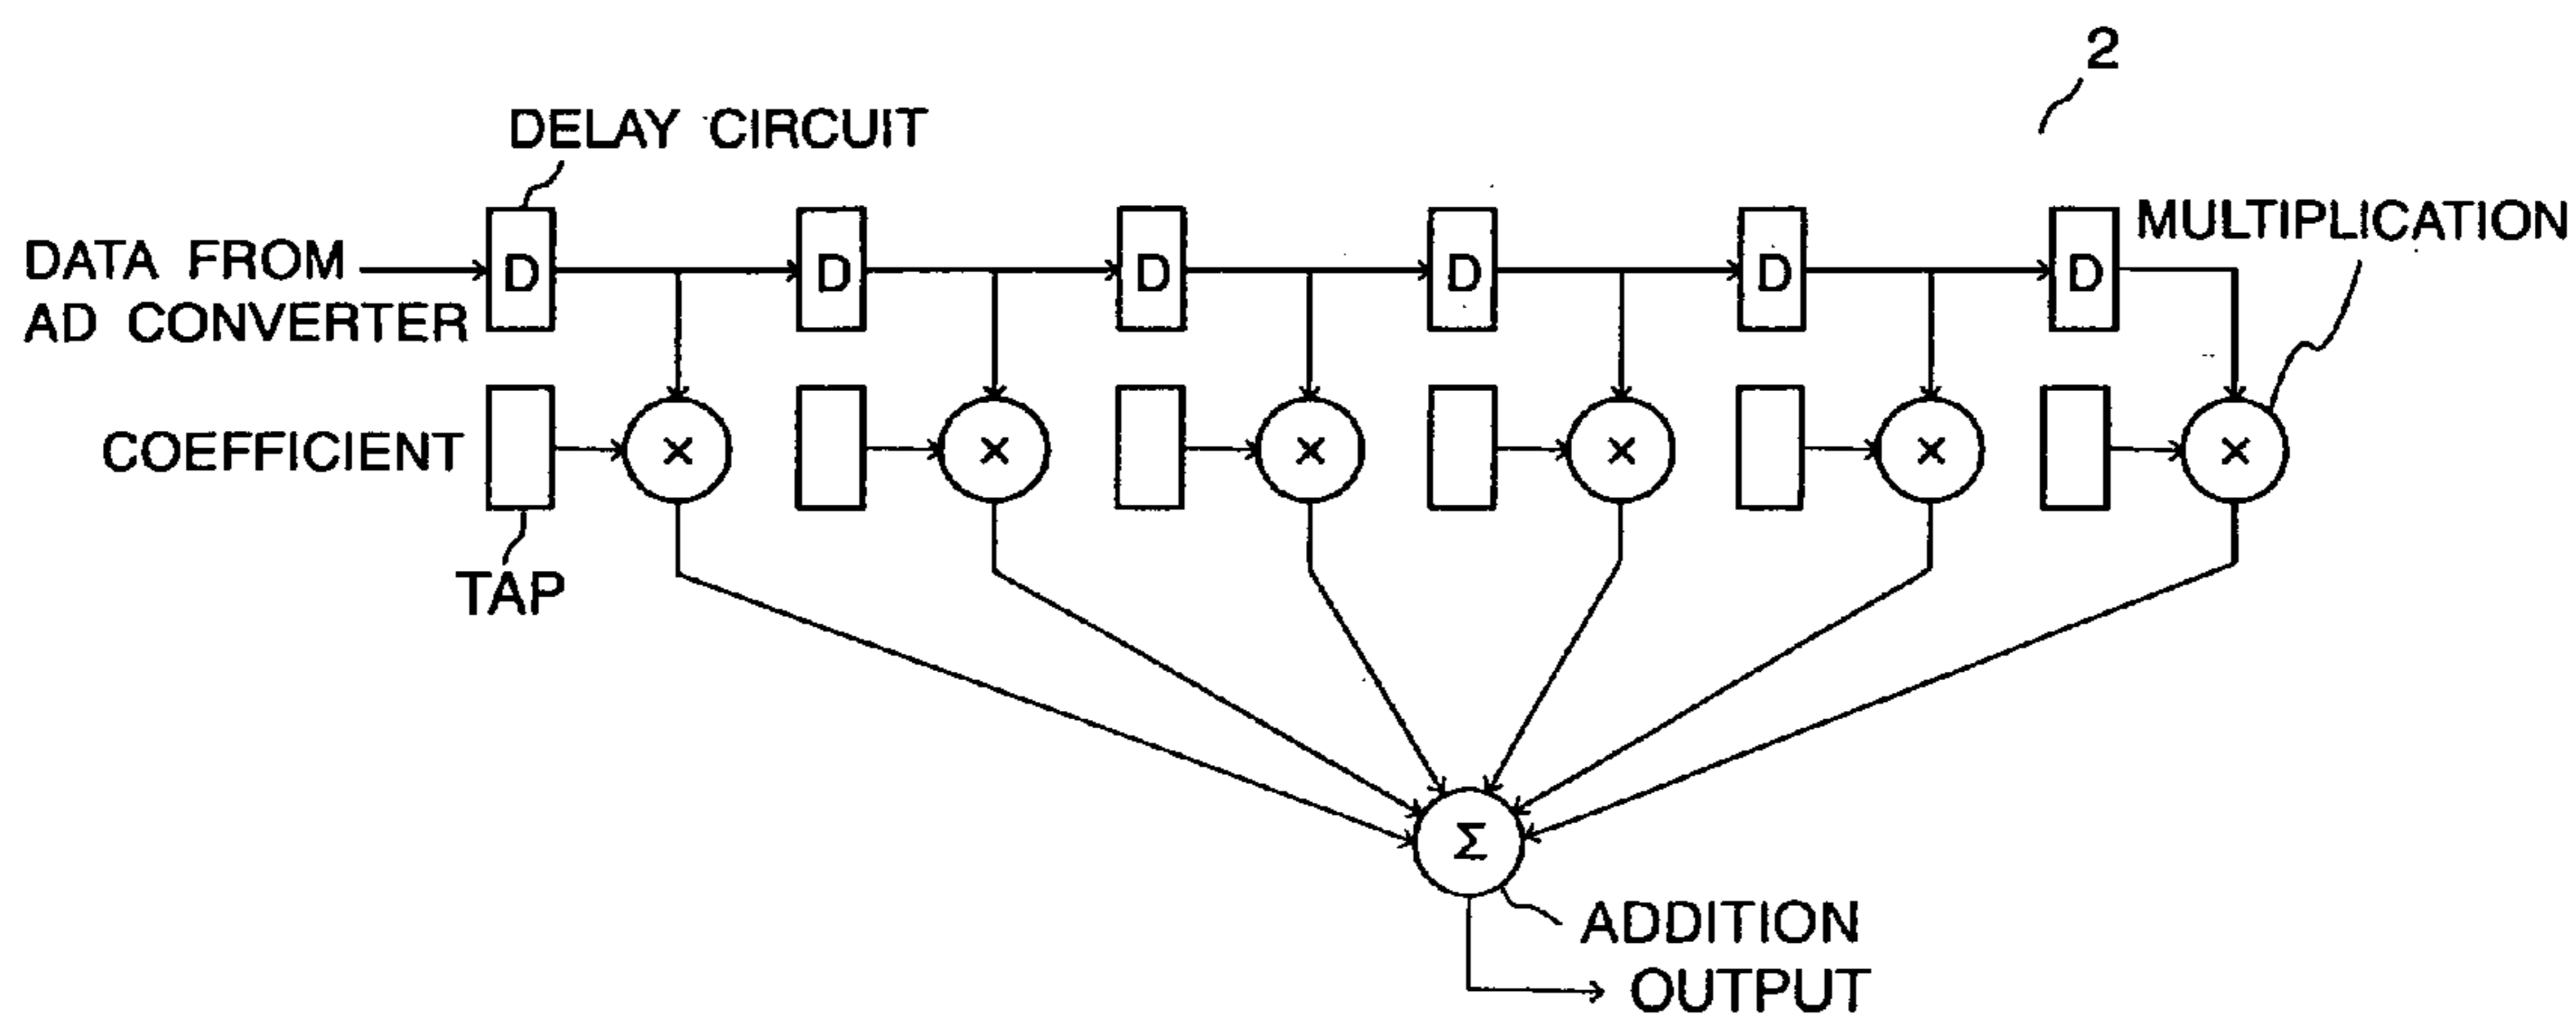 2
DELAY CIRCUIT
MULTIPLICATION
DATA FROM
AD CONVERTER
D D D D D D
COEFFICIENT
× × × × × ×
TAP
Σ
ADDITION
OUTPUT